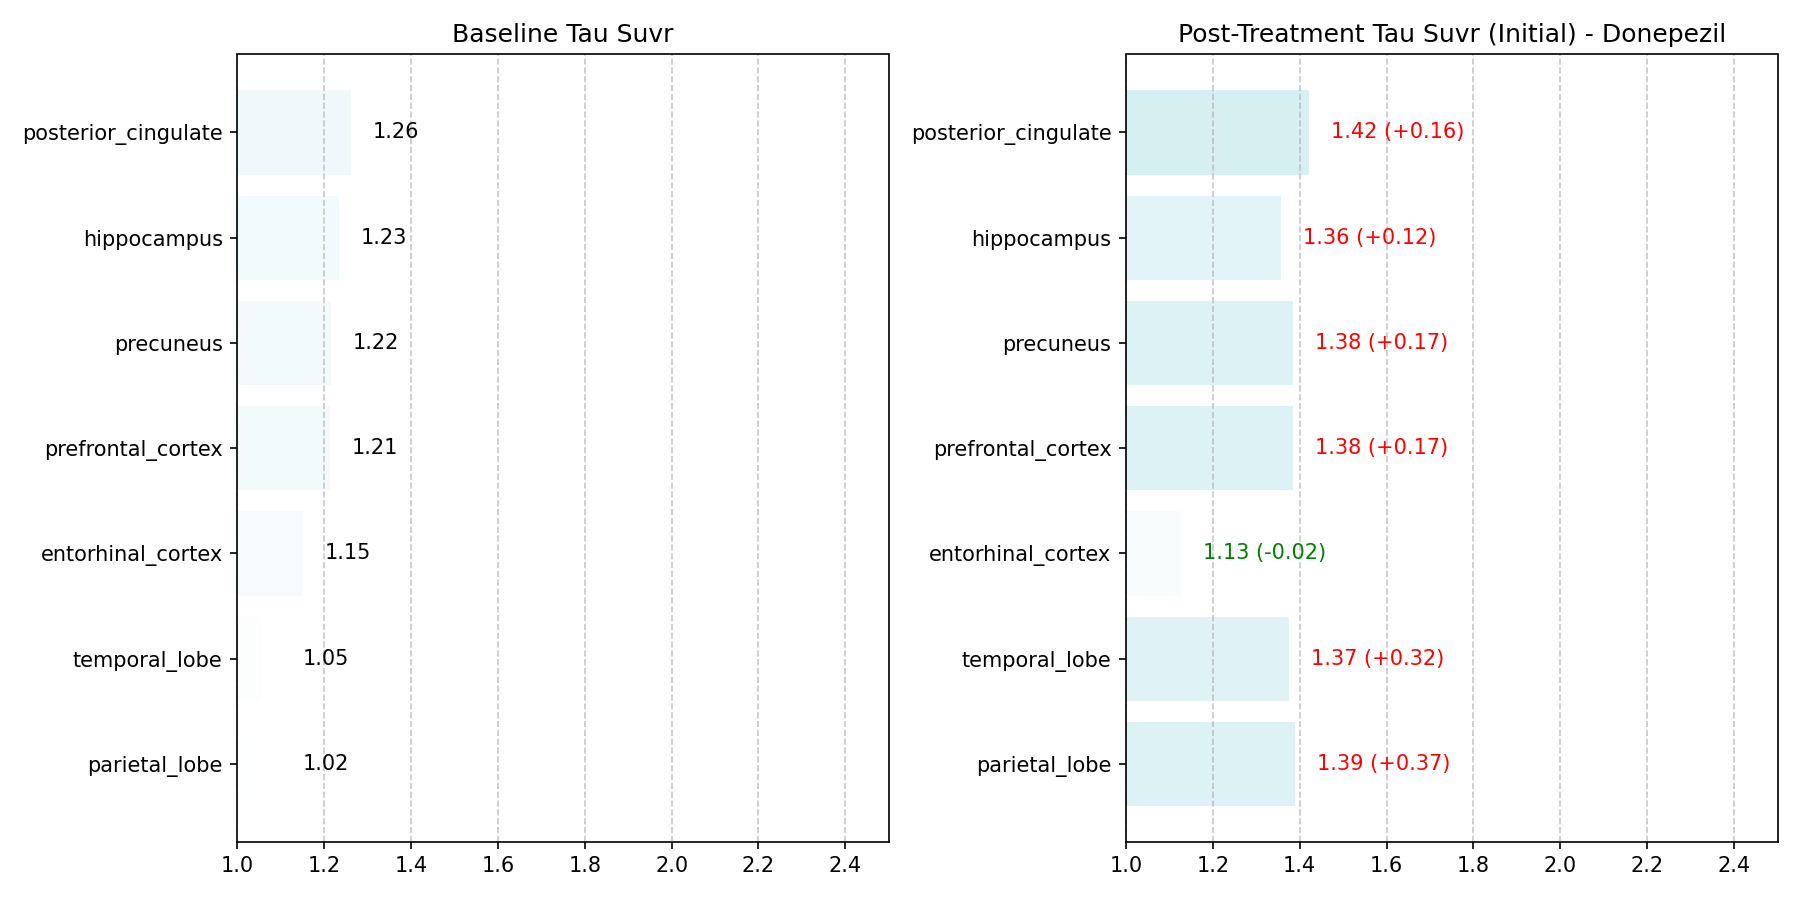 Baseline Tau Suvr
posterior_cingulate 1.26
hippocampus 1.23
precuneus 1.22
prefrontal_cortex 1.21
entorhinal_cortex 1.15
temporal_lobe 1.05
parietal_lobe 1.02
1.0 1.2 1.4 1.6 1.8 2.0 2.2 2.4
Post-Treatment Tau Suvr (Initial) - Donepezil
posterior_cingulate 1.42 (+0.16)
hippocampus 1.36 (+0.12)
precuneus 1.38 (+0.17)
prefrontal_cortex 1.38 (+0.17)
entorhinal_cortex 1.13 (-0.02)
temporal_lobe 1.37 (+0.32)
parietal_lobe 1.39 (+0.37)
1.0 1.2 1.4 1.6 1.8 2.0 2.2 2.4